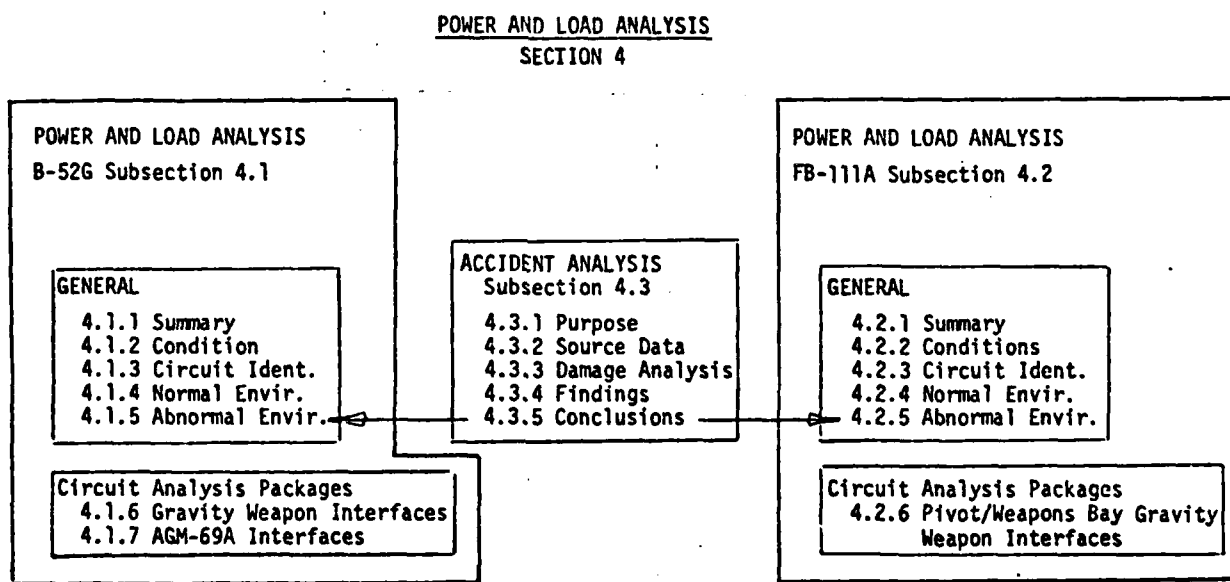 POWER AND LOAD ANALYSIS
SECTION 4
POWER AND LOAD ANALYSIS
B-52G Subsection 4.1
GENERAL
4.1.1 Summary
4.1.2 Condition
4.1.3 Circuit Ident.
4.1.4 Normal Envir.
4.1.5 Abnormal Envir.
Circuit Analysis Packages
4.1.6 Gravity Weapon Interfaces
4.1.7 AGM-69A Interfaces
ACCIDENT ANALYSIS
Subsection 4.3
4.3.1 Purpose
4.3.2 Source Data
4.3.3 Damage Analysis
4.3.4 Findings
4.3.5 Conclusions
POWER AND LOAD ANALYSIS
FB-111A Subsection 4.2
GENERAL
4.2.1 Summary
4.2.2 Conditions
4.2.3 Circuit Ident.
4.2.4 Normal Envir.
4.2.5 Abnormal Envir.
Circuit Analysis Packages
4.2.6 Pivot/Weapons Bay Gravity
Weapon Interfaces